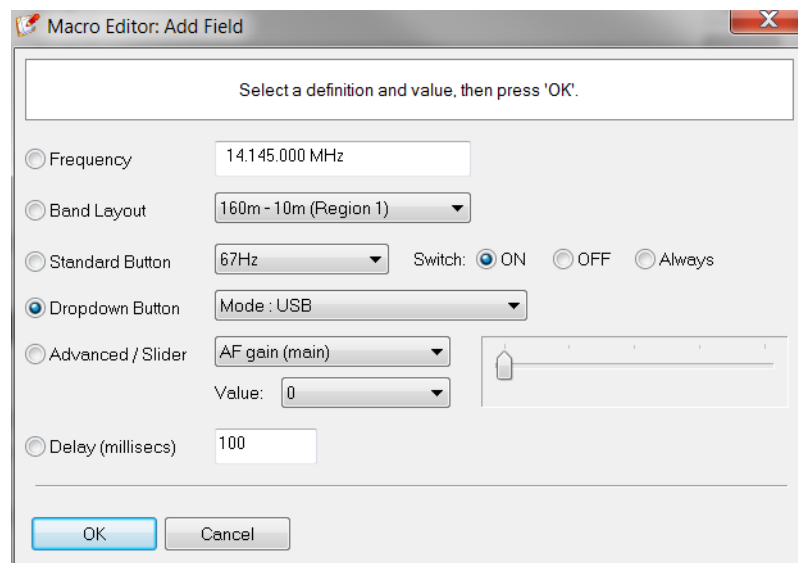 Macro Editor: Add Field
Select a definition and value, then press 'OK'.
Frequency 14.145.000 MHz
Band Layout 160m - 10m (Region 1)
Standard Button 67Hz Switch: ON OFF Always
Dropdown Button Mode : USB
Advanced / Slider AF gain (main)
Value: 0
Delay (millisecs) 100
OK Cancel